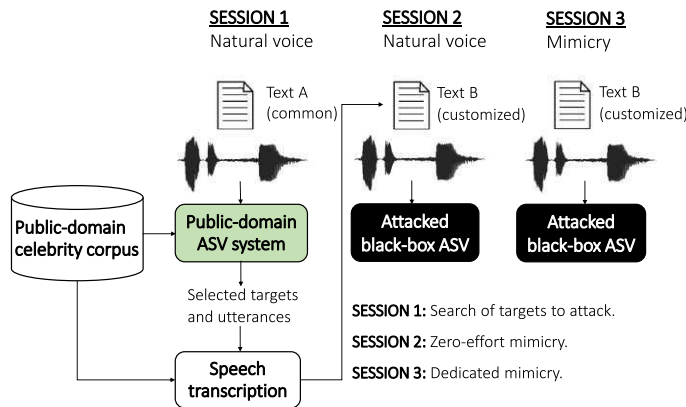 SESSION 1
Natural voice
Text A
(common)
SESSION 2
Natural voice
Text B
(customized)
SESSION 3
Mimicry
Text B
(customized)
Public-domain
celebrity corpus
Public-domain
ASV system
Attacked
black-box ASV
Attacked
black-box ASV
Selected targets
and utterances
Speech
transcription
SESSION 1: Search of targets to attack.
SESSION 2: Zero-effort mimicry.
SESSION 3: Dedicated mimicry.